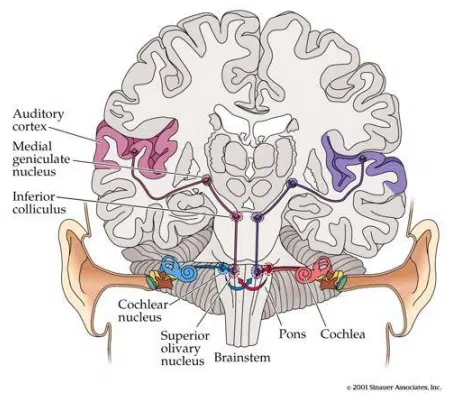 Auditory
cortex
Medial
geniculate
nucleus
Inferior
colliculus
Cochlear
nucleus
Superior
olivary
nucleus
Brainstem
Pons
Cochlea
© 2001 Sinauer Associates, Inc.